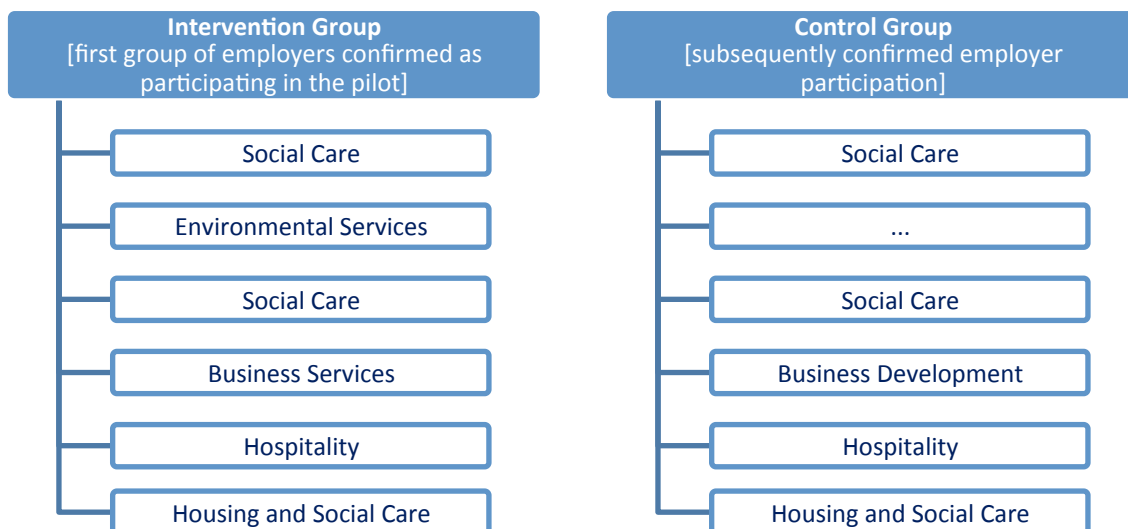 Intervention Group
[first group of employers confirmed as
participating in the pilot]
Social Care
Environmental Services
Social Care
Business Services
Hospitality
Housing and Social Care
Control Group
[subsequently confirmed employer
participation]
Social Care
...
Social Care
Business Development
Hospitality
Housing and Social Care